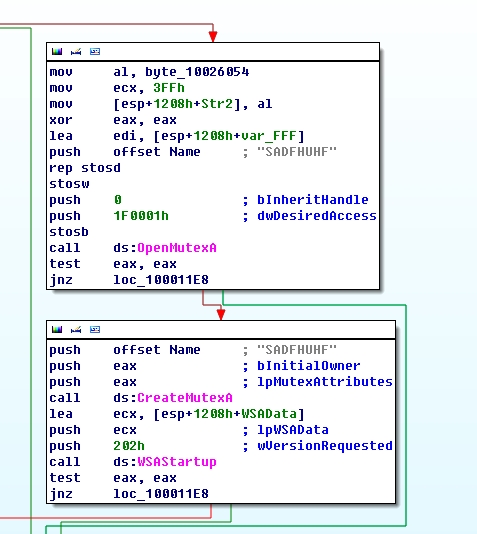 mov al, byte_10026054
mov ecx, 3FFh
mov [esp+1208h+Str2], al
xor eax, eax
lea edi, [esp+1208h+var_FFF]
push offset Name ; "SADFHUHF"
rep stosd
stosw
push 0 ; bInheritHandle
push 1F0001h ; dwDesiredAccess
stosb
call ds:OpenMutexA
test eax, eax
jnz loc_100011E8
push offset Name ; "SADFHUHF"
push eax ; bInitialOwner
push eax ; lpMutexAttributes
call ds:CreateMutexA
lea ecx, [esp+1208h+WSAData]
push ecx ; lpWSAData
push 202h ; wVersionRequested
call ds:WSAStartup
test eax, eax
jnz loc_100011E8